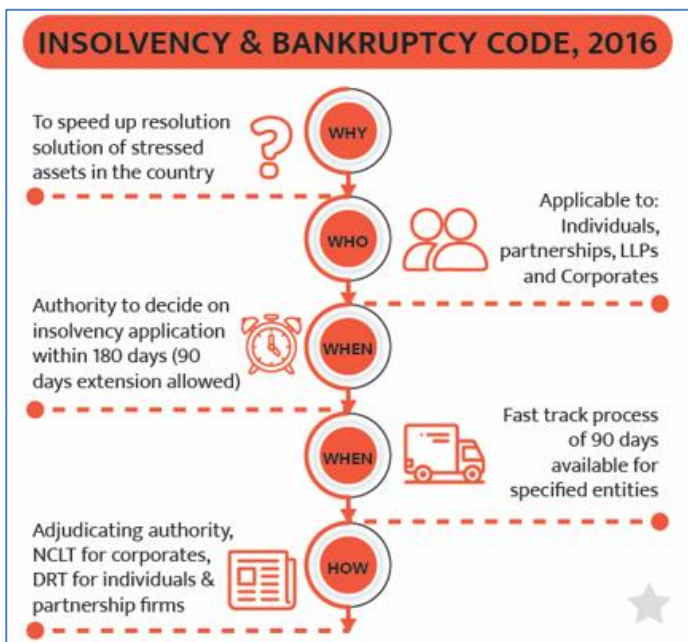 INSOLVENCY & BANKRUPTCY CODE, 2016
WHY
To speed up resolution
solution of stressed
assets in the country
WHO
Applicable to:
Individuals,
partnerships, LLPs
and Corporates
WHEN
Authority to decide on
insolvency application
within 180 days (90
days extension allowed)
WHEN
Fast track process
of 90 days
available for
specified entities
HOW
Adjudicating authority,
NCLT for corporates,
DRT for individuals &
partnership firms